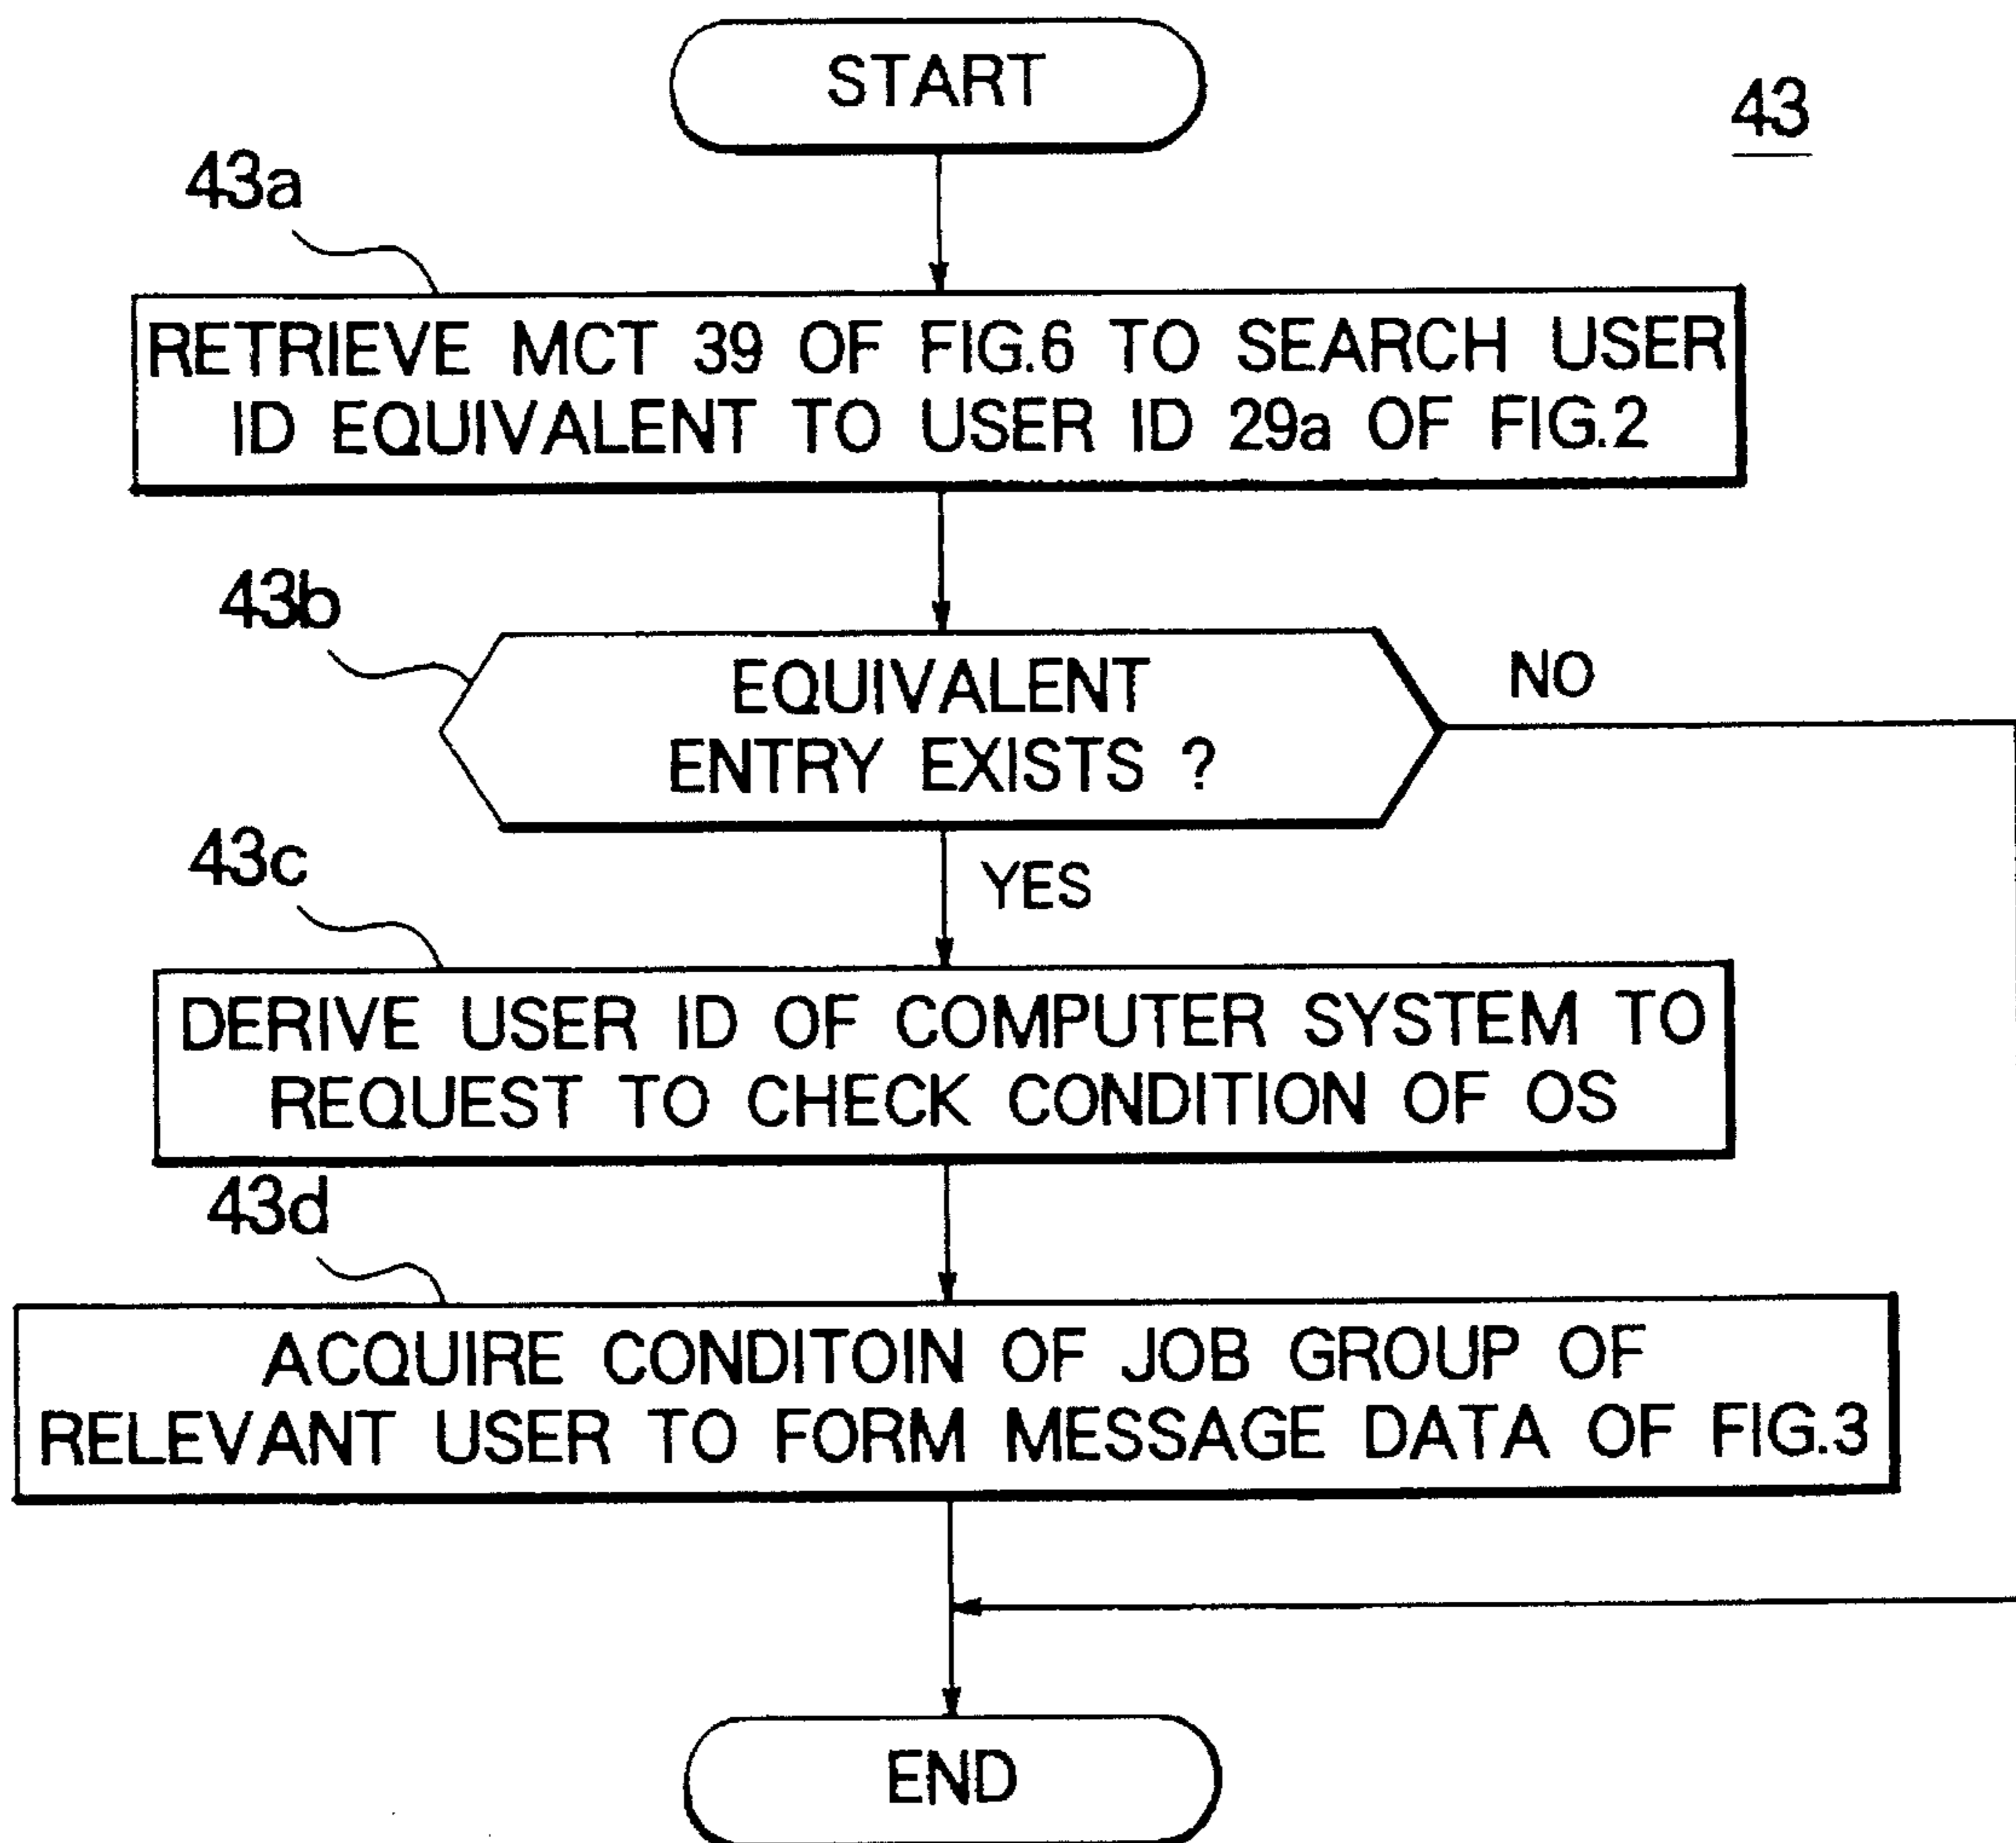 START
43
43a
RETRIEVE MCT 39 OF FIG.6 TO SEARCH USER
ID EQUIVALENT TO USER ID 29a OF FIG.2
43b
EQUIVALENT
ENTRY EXISTS ?
NO
43c
YES
DERIVE USER ID OF COMPUTER SYSTEM TO
REQUEST TO CHECK CONDITION OF OS
43d
ACQUIRE CONDITOIN OF JOB GROUP OF
RELEVANT USER TO FORM MESSAGE DATA OF FIG.3
END